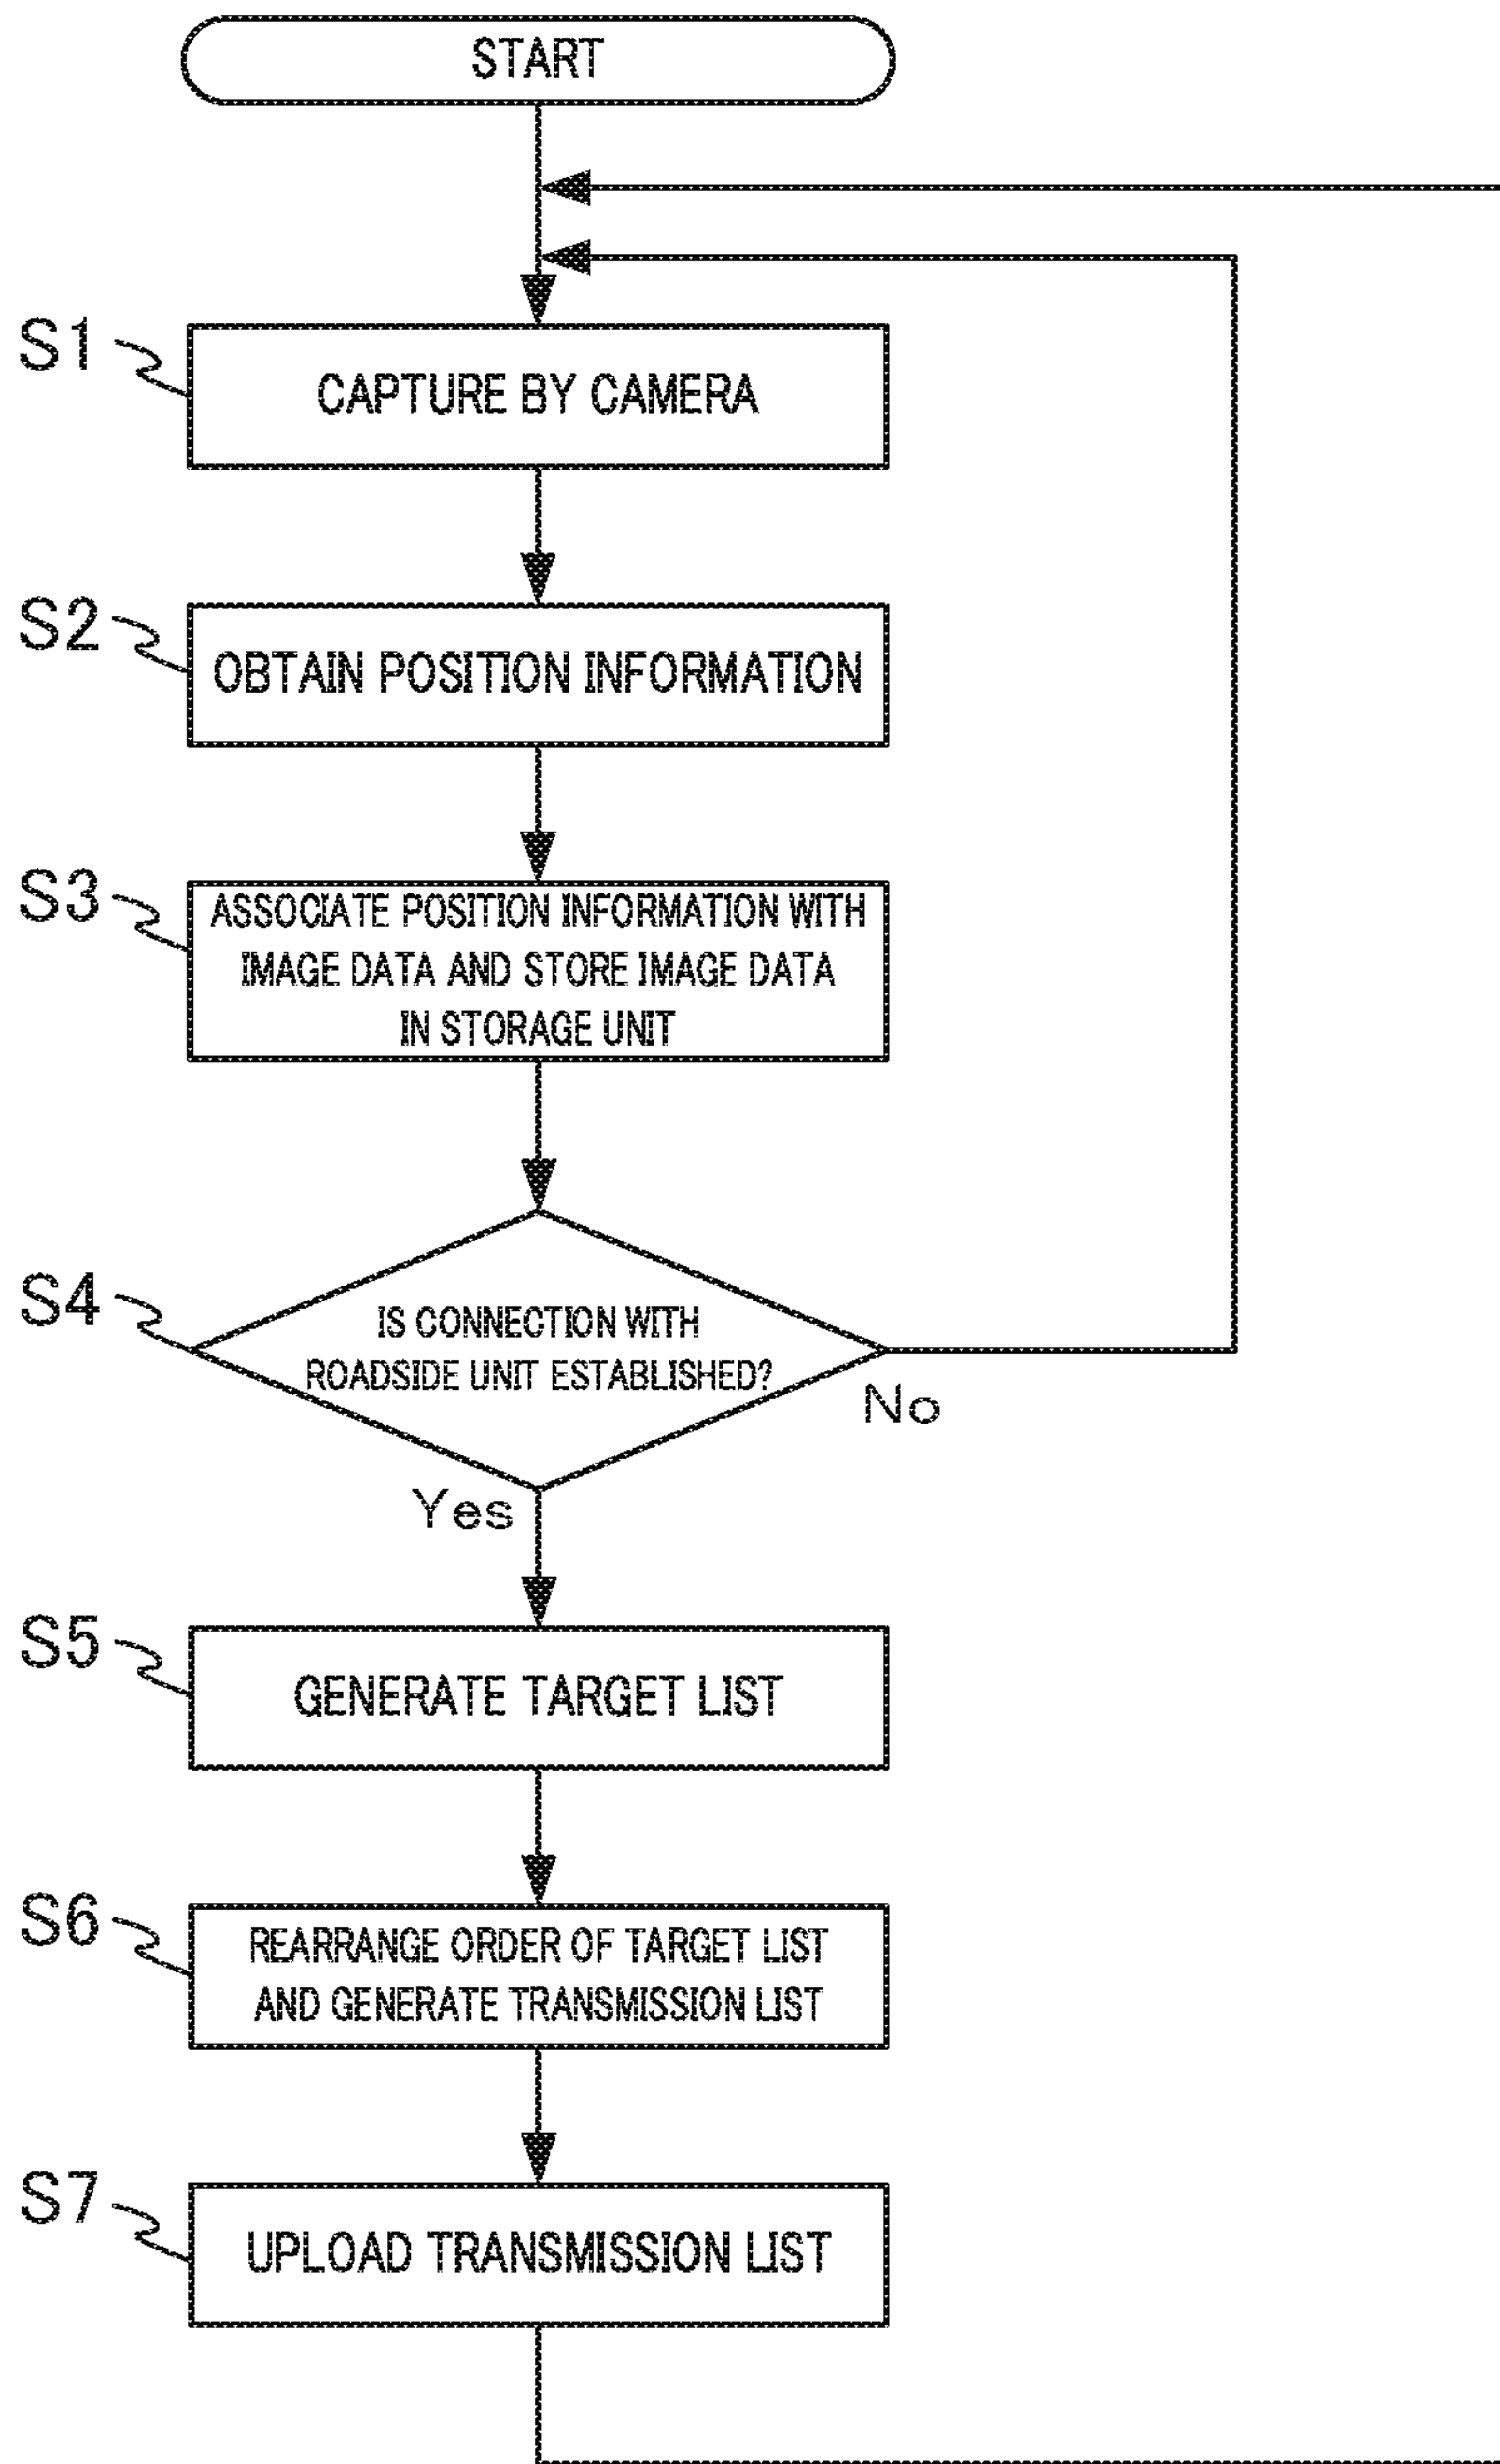 START
S1
CAPTURE BY CAMERA
S2
OBTAIN POSITION INFORMATION
S3
ASSOCIATE POSITION INFORMATION WITH
IMAGE DATA AND STORE IMAGE DATA
IN STORAGE UNIT
S4
IS CONNECTION WITH
ROADSIDE UNIT ESTABLISHED?
No
Yes
S5
GENERATE TARGET LIST
S6
REARRANGE ORDER OF TARGET LIST
AND GENERATE TRANSMISSION LIST
S7
UPLOAD TRANSMISSION LIST